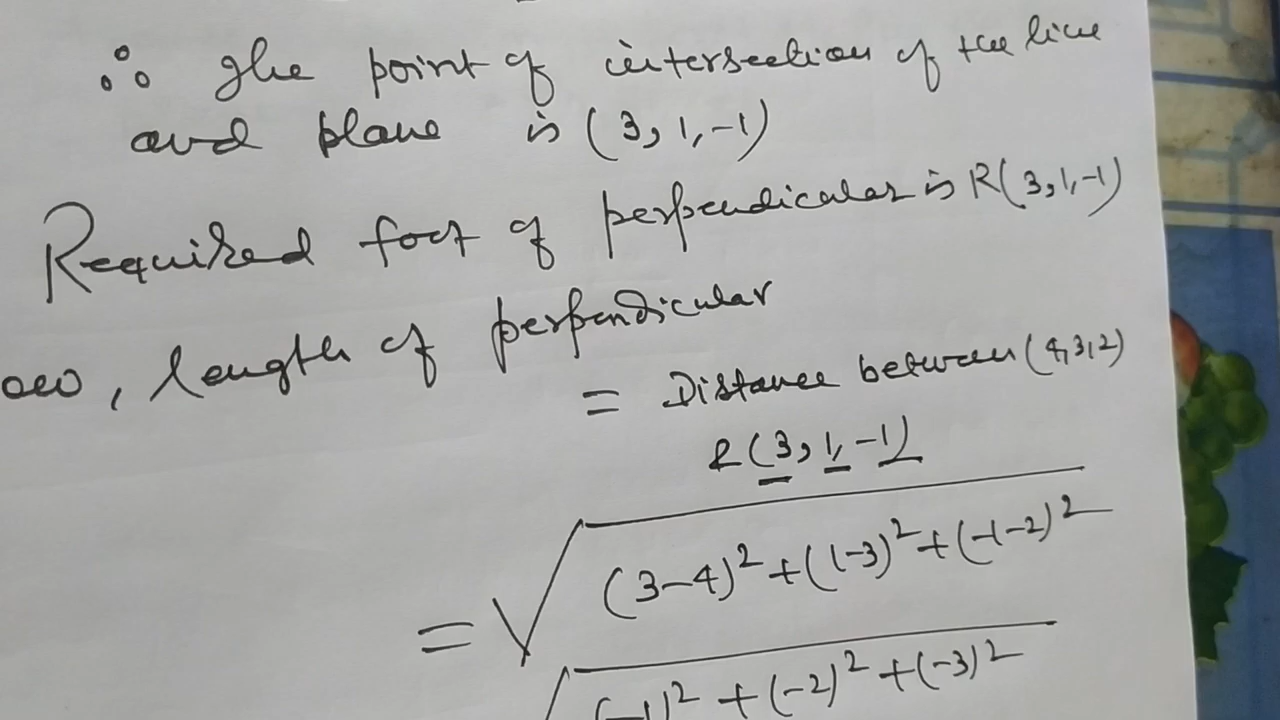 ∴ The point of intersection of the line
and plane is (3, 1, -1)
Required foot of perpendicular is R(3, 1, -1)
ow, length of perpendicular
= Distance between (4, 3, 2)
R(3, 1, -1)
= √(3-4)² + (1-3)² + (-1-2)²
√(-1)² + (-2)² + (-3)²